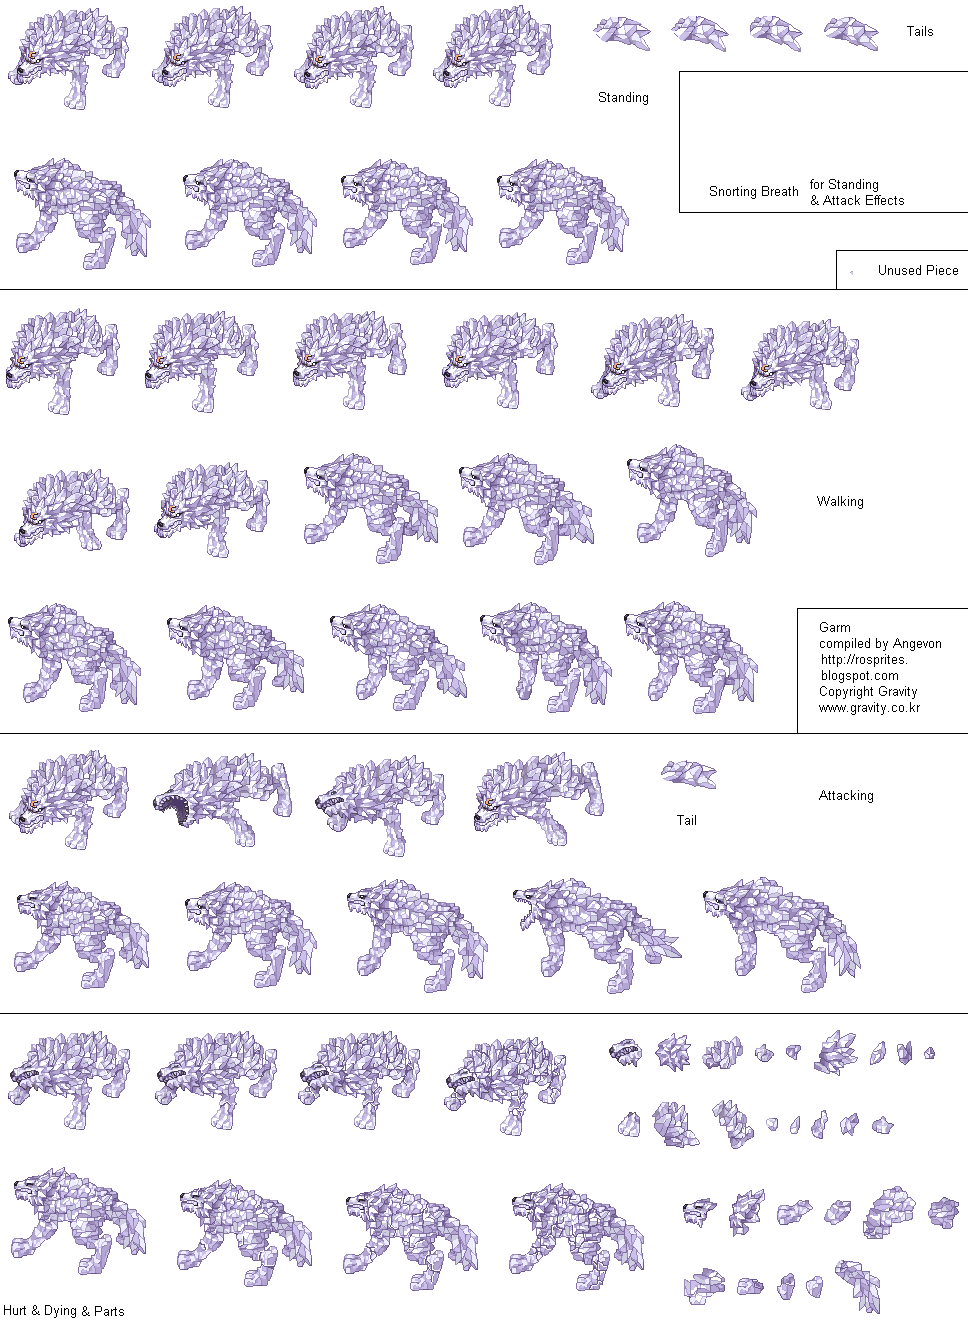 Tails
Standing
Snorting Breath
for Standing
& Attack Effects
Unused Piece
Walking
Garm
compiled by Angevon
http://rosprites.
blogspot.com
Copyright Gravity
www.gravity.co.kr
Attacking
Tail
Hurt & Dying & Parts